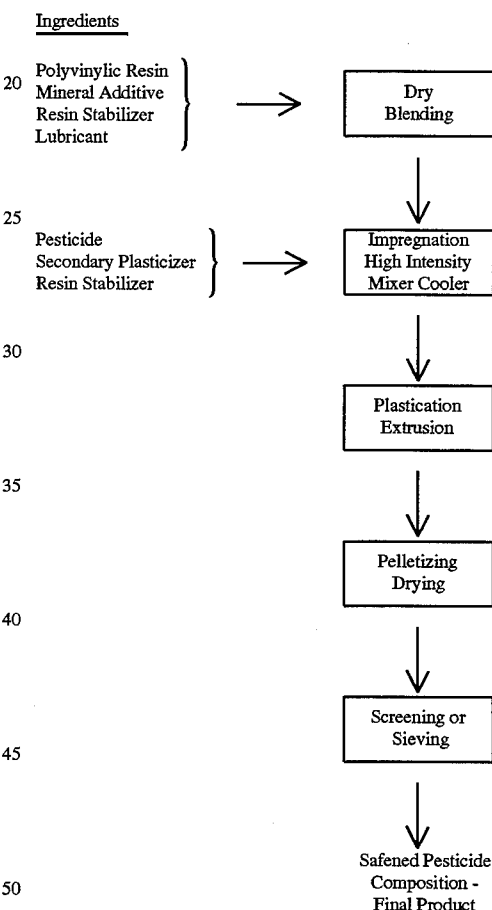 Ingredients
20
Polyvinylic Resin
Mineral Additive
Resin Stabilizer
Lubricant
Dry
Blending
25
Pesticide
Secondary Plasticizer
Resin Stabilizer
Impregnation
High Intensity
Mixer Cooler
30
Plastication
Extrusion
35
Pelletizing
Drying
40
Screening or
Sieving
45
Safened Pesticide
Composition -
Final Product
50